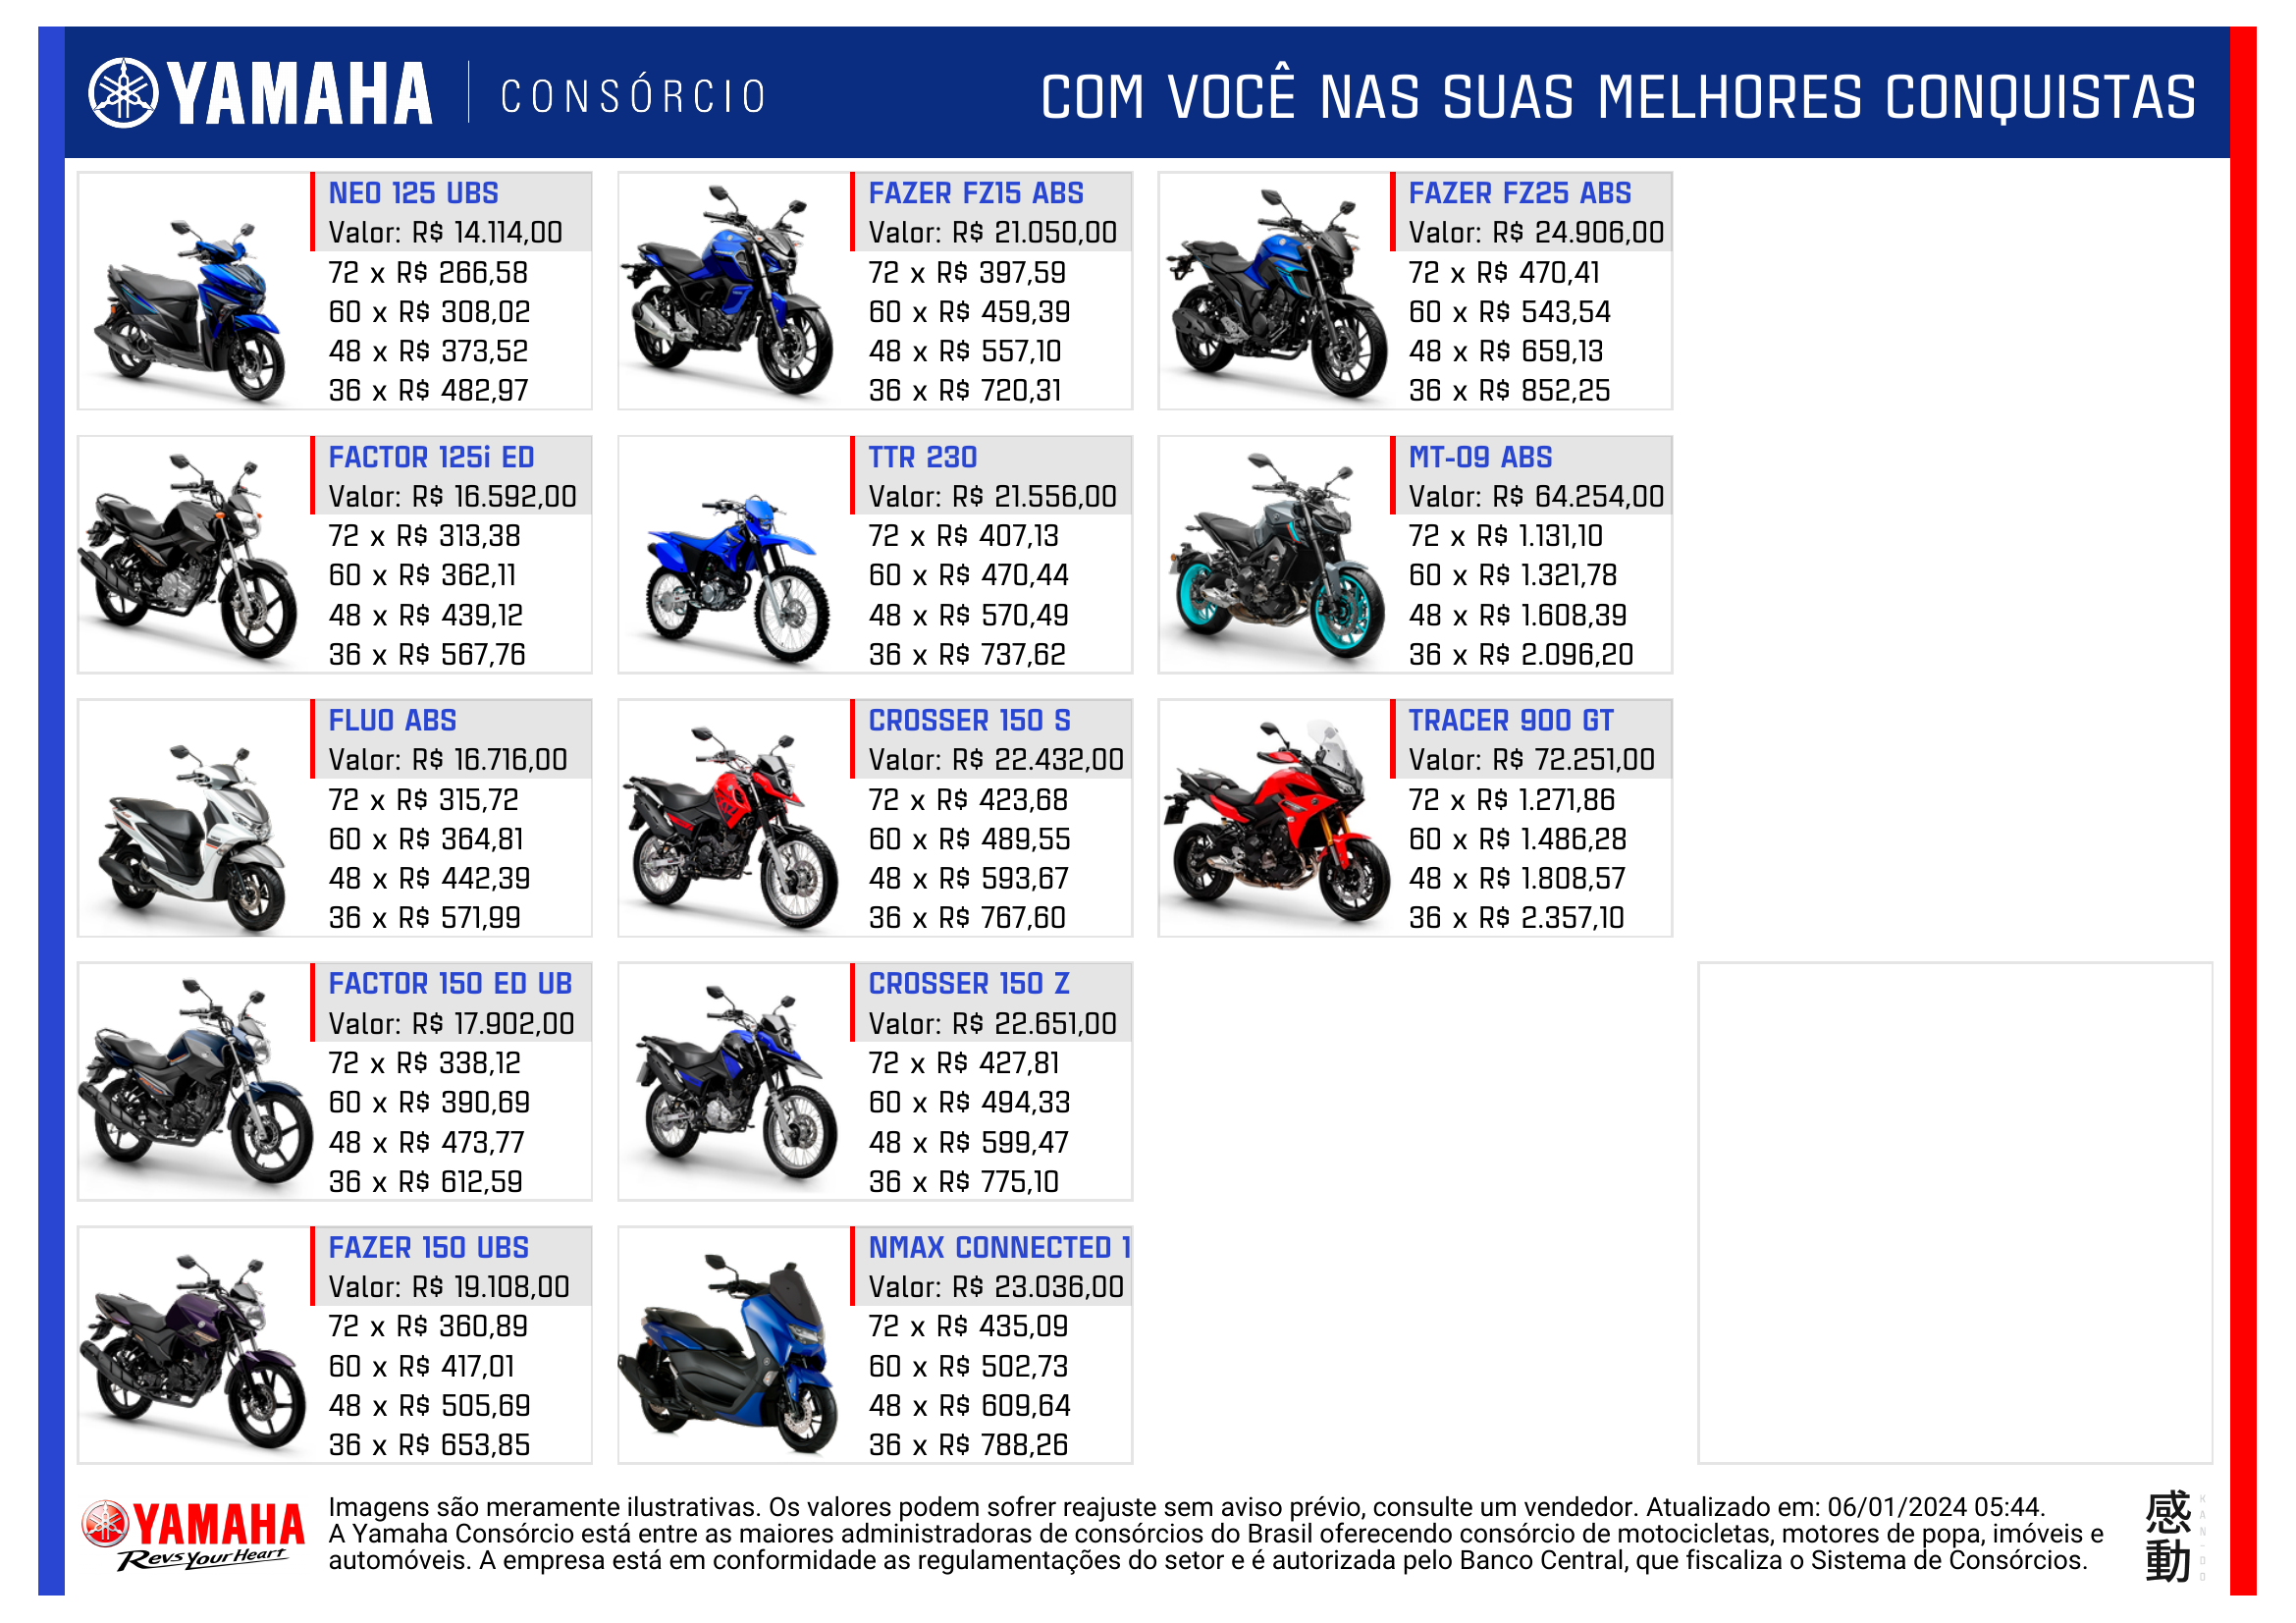 YAMAHA CONSÓRCIO
COM VOCÊ NAS SUAS MELHORES CONQUISTAS
NEO 125 UBS
Valor: R$ 14.114,00
72 x R$ 266,58
60 x R$ 308,02
48 x R$ 373,52
36 x R$ 482,97
FACTOR 125i ED
Valor: R$ 16.592,00
72 x R$ 313,38
60 x R$ 362,11
48 x R$ 439,12
36 x R$ 567,76
FLUO ABS
Valor: R$ 16.716,00
72 x R$ 315,72
60 x R$ 364,81
48 x R$ 442,39
36 x R$ 571,99
FACTOR 150 ED UB
Valor: R$ 17.902,00
72 x R$ 338,12
60 x R$ 390,69
48 x R$ 473,77
36 x R$ 612,59
FAZER 150 UBS
Valor: R$ 19.108,00
72 x R$ 360,89
60 x R$ 417,01
48 x R$ 505,69
36 x R$ 653,85
FAZER FZ15 ABS
Valor: R$ 21.050,00
72 x R$ 397,59
60 x R$ 459,39
48 x R$ 557,10
36 x R$ 720,31
TTR 230
Valor: R$ 21.556,00
72 x R$ 407,13
60 x R$ 470,44
48 x R$ 570,49
36 x R$ 737,62
CROSSER 150 S
Valor: R$ 22.432,00
72 x R$ 423,68
60 x R$ 489,55
48 x R$ 593,67
36 x R$ 767,60
CROSSER 150 Z
Valor: R$ 22.651,00
72 x R$ 427,81
60 x R$ 494,33
48 x R$ 599,47
36 x R$ 775,10
NMAX CONNECTED 1
Valor: R$ 23.036,00
72 x R$ 435,09
60 x R$ 502,73
48 x R$ 609,64
36 x R$ 788,26
FAZER FZ25 ABS
Valor: R$ 24.906,00
72 x R$ 470,41
60 x R$ 543,54
48 x R$ 659,13
36 x R$ 852,25
MT-09 ABS
Valor: R$ 64.254,00
72 x R$ 1.131,10
60 x R$ 1.321,78
48 x R$ 1.608,39
36 x R$ 2.096,20
TRACER 900 GT
Valor: R$ 72.251,00
72 x R$ 1.271,86
60 x R$ 1.486,28
48 x R$ 1.808,57
36 x R$ 2.357,10
YAMAHA
Revs Your Heart
Imagens são meramente ilustrativas. Os valores podem sofrer reajuste sem aviso prévio, consulte um vendedor. Atualizado em: 06/01/2024 05:44.
A Yamaha Consórcio está entre as maiores administradoras de consórcios do Brasil oferecendo consórcio de motocicletas, motores de popa, imóveis e
automóveis. A empresa está em conformidade as regulamentações do setor e é autorizada pelo Banco Central, que fiscaliza o Sistema de Consórcios.
感動
KAN-DO